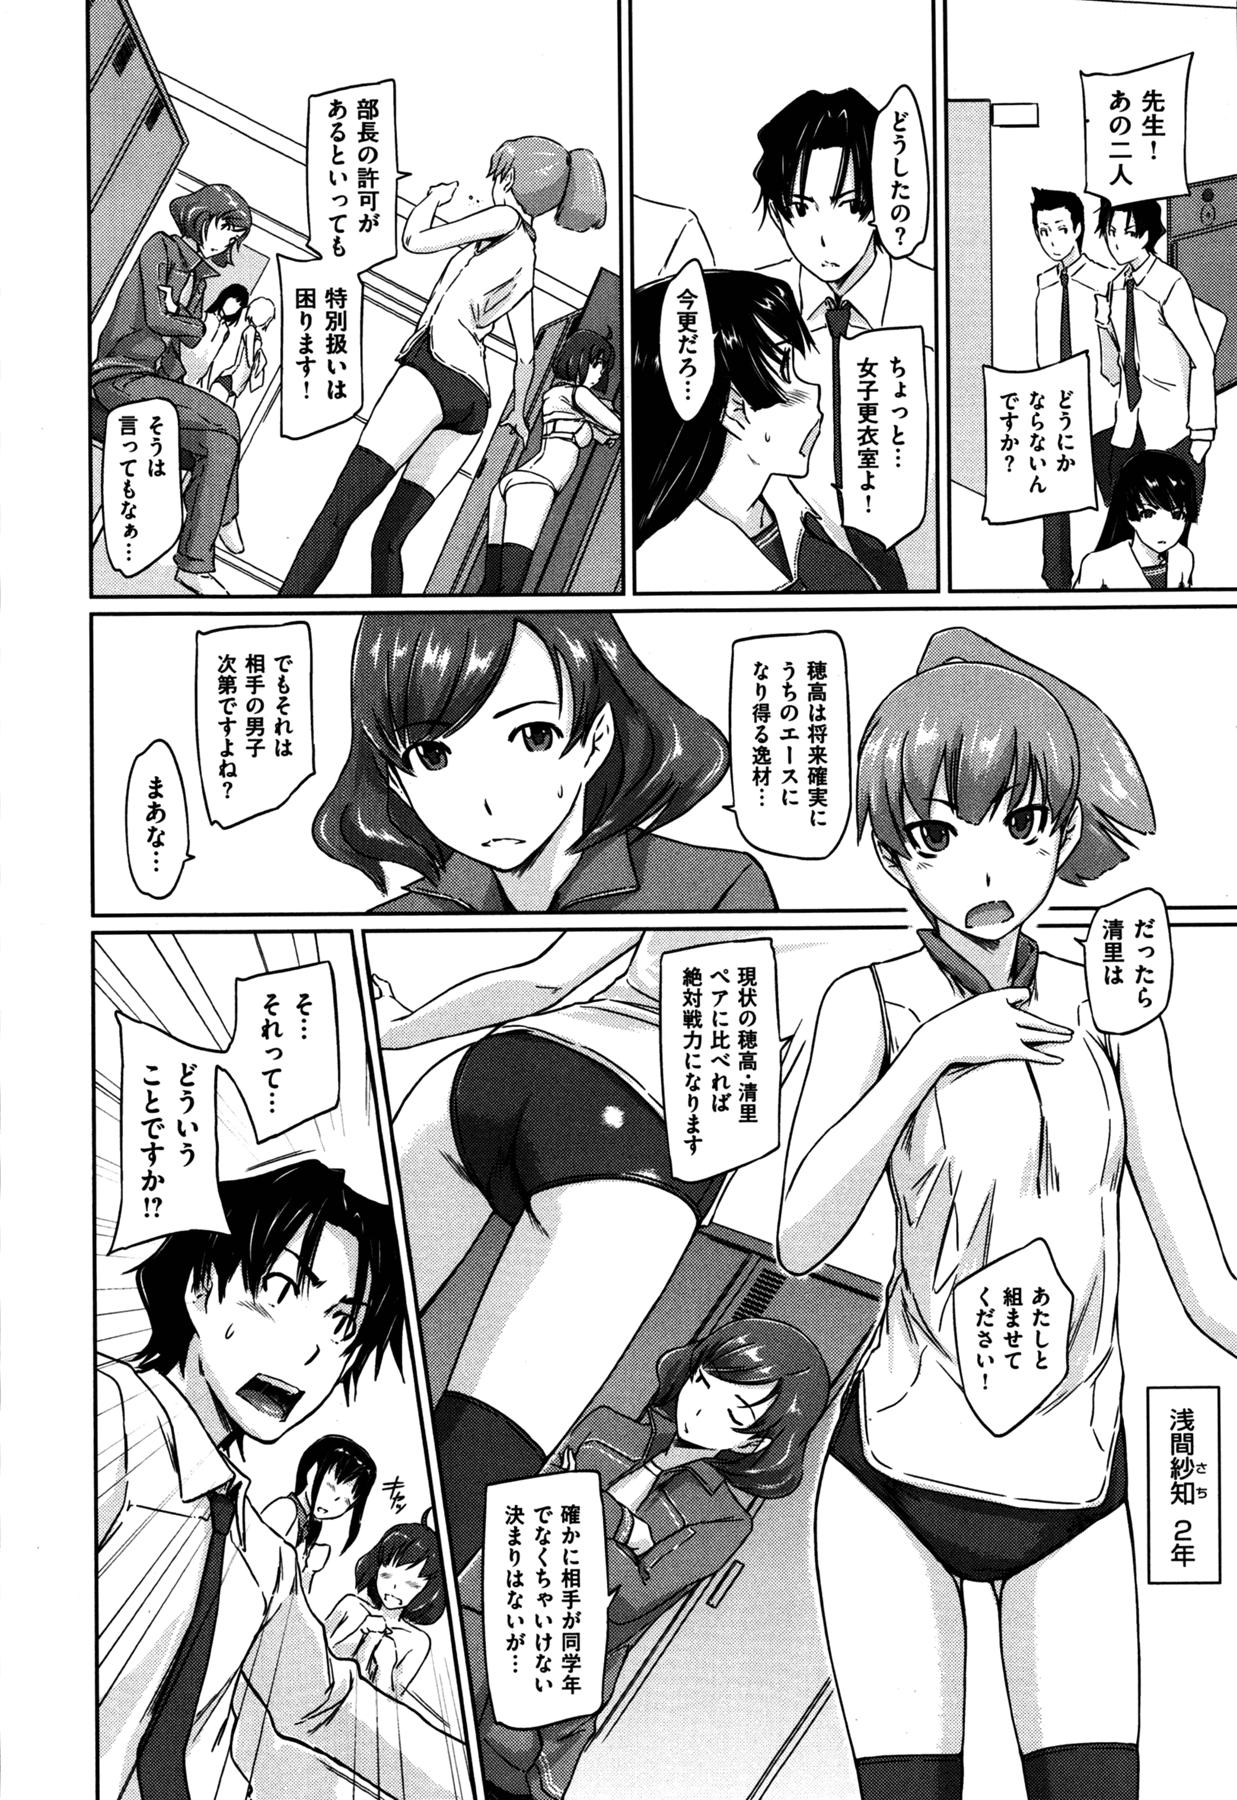 先生！
あの二人
どうにか
ならないん
ですか？
どうしたの？
ちょっと…
女子更衣室よ！
今更だろ…
部長の許可が
あるといっても
特別扱いは
困ります！
そうは
言ってもなぁ…
穂高は将来確実に
うちのエースに
なり得る逸材…
でもそれは
相手の男子
次第ですよね？
まあな…
だったら
清里は
あたしと
組ませて
ください！
浅間紗知 2年
さち
現状の穂高・清里
ペアに比べれば
絶対戦力になります
確かに相手が同学年
でなくちゃいけない
決まりはないが…
そ…
それって…
どういう
ことですか!?
キャッ